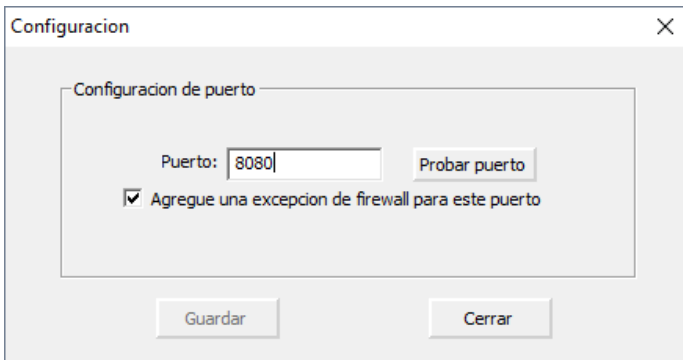 Configuracion
Configuracion de puerto
Puerto: 8080 Probar puerto
Agregue una excepcion de firewall para este puerto
Guardar Cerrar